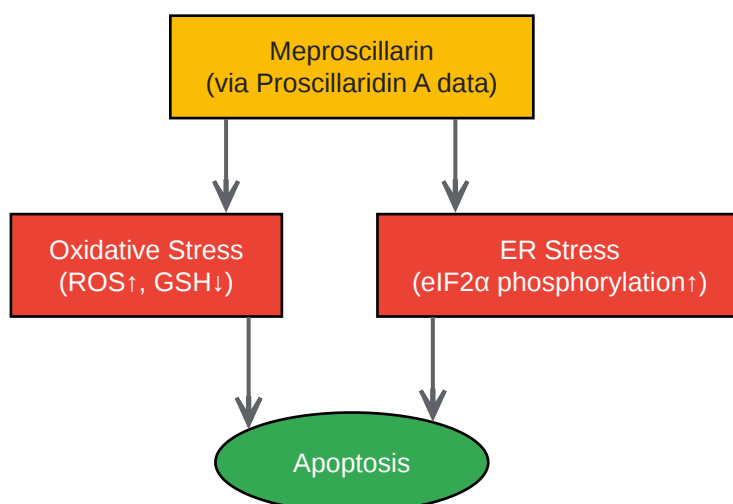 Meproscillarin
(via Proscillaridin A data)
Oxidative Stress
(ROS↑, GSH↓)
ER Stress
(eIF2α phosphorylation↑)
Apoptosis